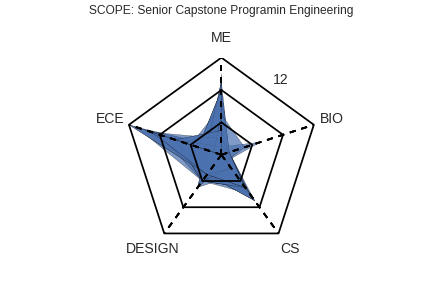 SCOPE: Senior Capstone Programin Engineering
ME
12
ECE
BIO
DESIGN
CS